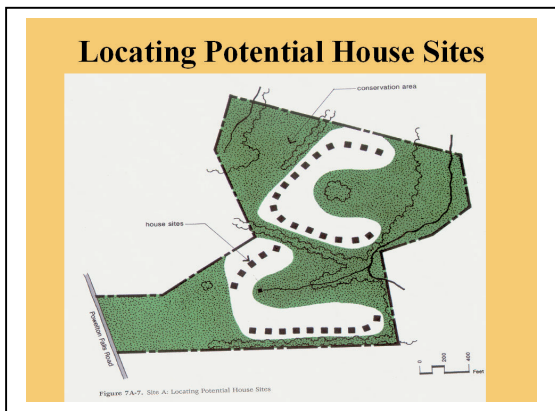 Locating Potential House Sites
conservation area
house sites
Powelton Falls Road
0
200
400
Feet
Figure 7A-7. Site A: Locating Potential House Sites